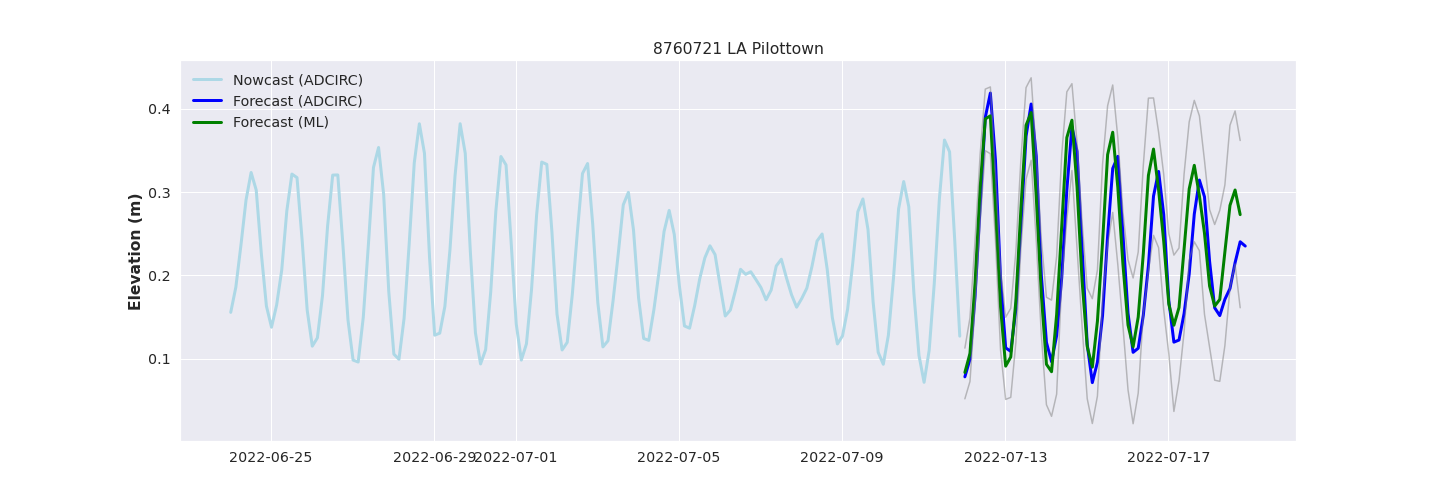 8760721 LA Pilottown
Nowcast (ADCIRC)
Forecast (ADCIRC)
Forecast (ML)
Elevation (m)
0.4
0.3
0.2
0.1
2022-06-25 2022-06-29 2022-07-01 2022-07-05 2022-07-09 2022-07-13 2022-07-17